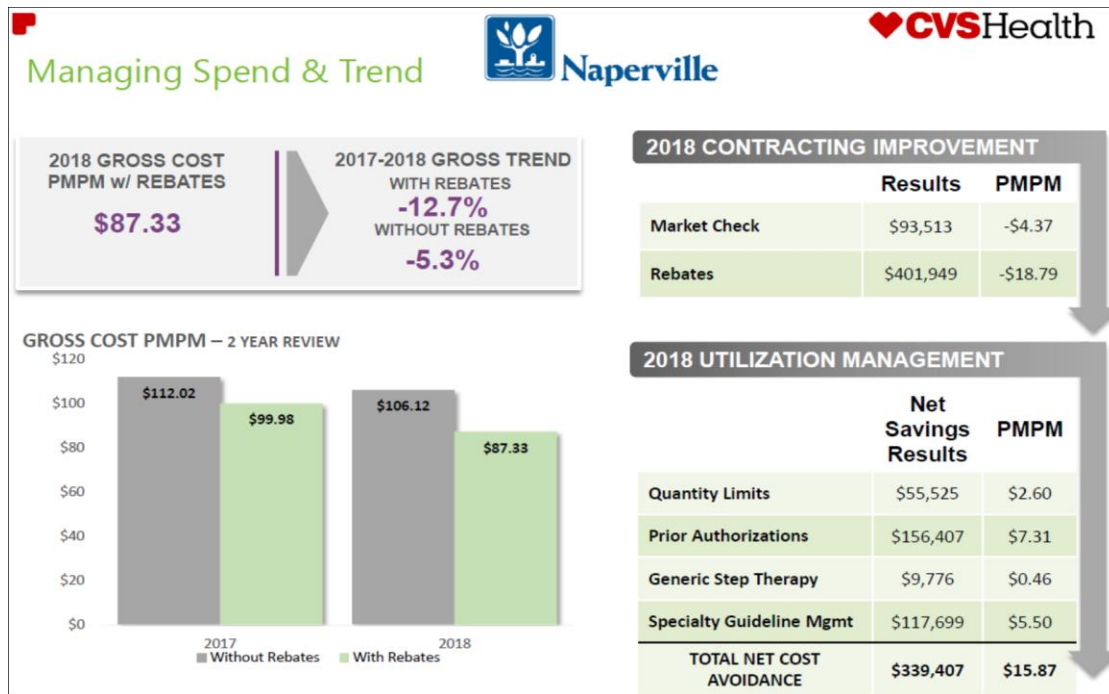 CVSHealth
Naperville
Managing Spend & Trend
2018 GROSS COST
PMPM w/ REBATES
$87.33
2017-2018 GROSS TREND
WITH REBATES
-12.7%
WITHOUT REBATES
-5.3%
GROSS COST PMPM – 2 YEAR REVIEW
$120
$100
$80
$60
$40
$20
$0
$112.02
$99.98
$106.12
$87.33
2017
2018
Without Rebates
With Rebates
2018 CONTRACTING IMPROVEMENT
Results PMPM
Market Check $93,513 -$4.37
Rebates $401,949 -$18.79
2018 UTILIZATION MANAGEMENT
Net
Savings PMPM
Results
Quantity Limits $55,525 $2.60
Prior Authorizations $156,407 $7.31
Generic Step Therapy $9,776 $0.46
Specialty Guideline Mgmt $117,699 $5.50
TOTAL NET COST
AVOIDANCE $339,407 $15.87